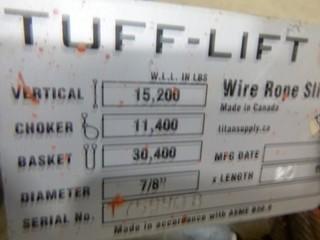 TUFF-LIFT
W.L.L. IN LBS
VERTICAL 15,200 Wire Rope Sli
Made in Canada
CHOKER 11,400 titansupply.ca
BASKET 30,400 MFG DATE
DIAMETER 7/8" x LENGTH
SERIAL No.
Made in accordance with ASME B30.9